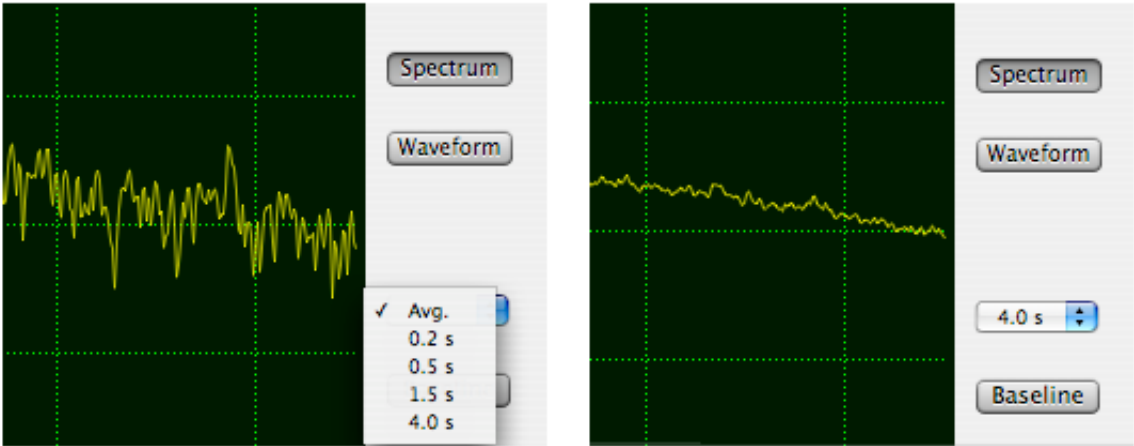 Spectrum
Waveform
✓ Avg.
0.2 s
0.5 s
1.5 s
4.0 s
Spectrum
Waveform
4.0 s
Baseline